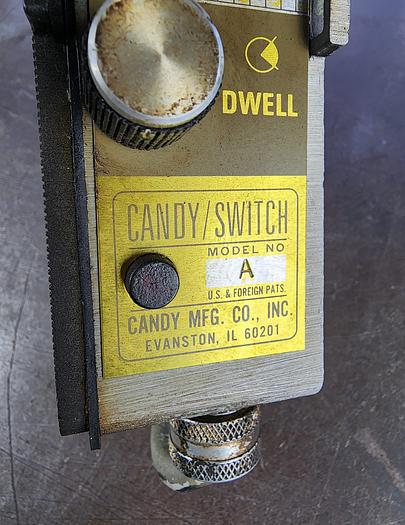 DWELL
CANDY/SWITCH
MODEL NO
A
U.S. & FOREIGN PATS.
CANDY MFG. CO., INC.
EVANSTON, IL 60201